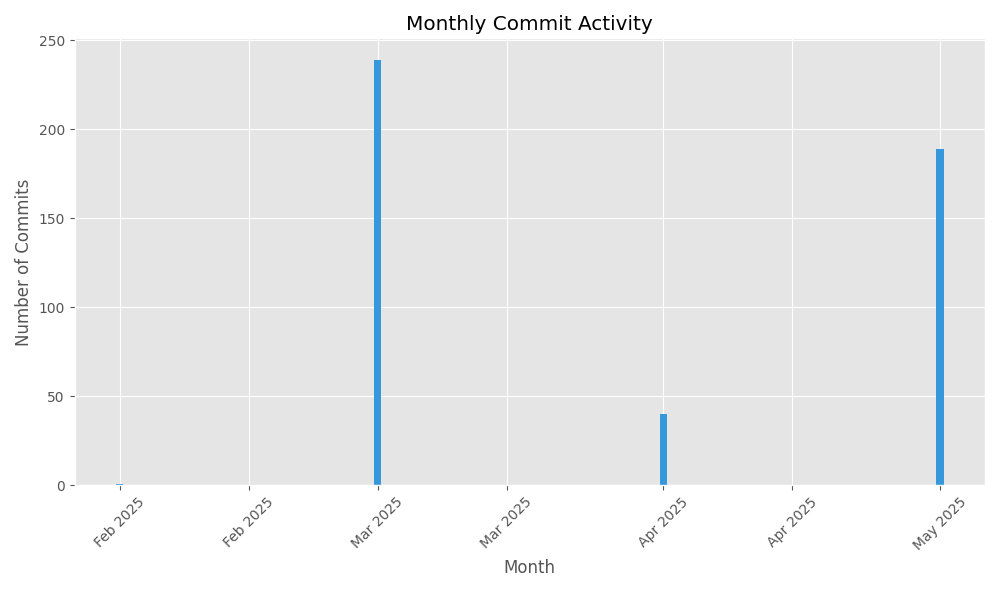 Monthly Commit Activity
Number of Commits
250
200
150
100
50
0
Feb 2025
Feb 2025
Mar 2025
Mar 2025
Apr 2025
Apr 2025
May 2025
Month